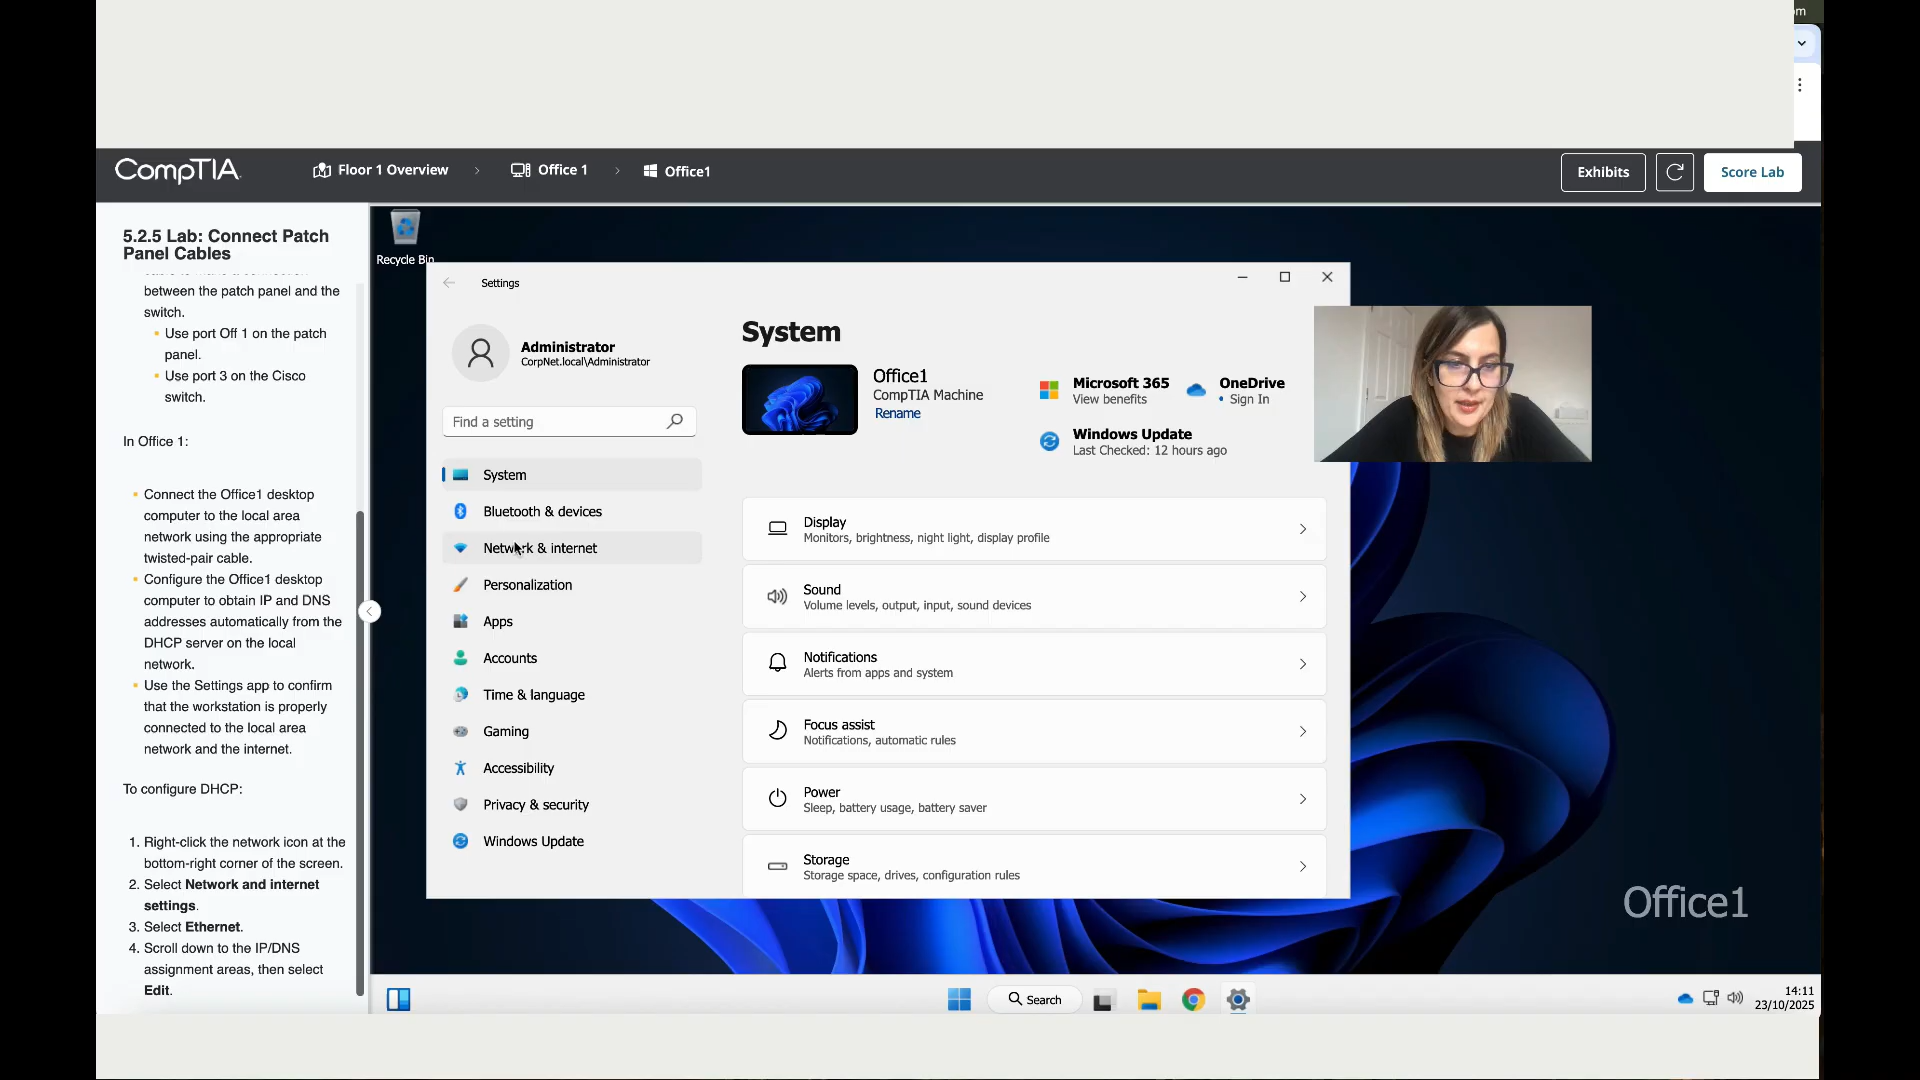 om
CompTIA
Floor 1 Overview
Office 1
Office1
Exhibits
Score Lab
5.2.5 Lab: Connect Patch
Panel Cables
between the patch panel and the
switch.
Use port Off 1 on the patch
panel.
Use port 3 on the Cisco
switch.
In Office 1:
Connect the Office1 desktop
computer to the local area
network using the appropriate
twisted-pair cable.
Configure the Office1 desktop
computer to obtain IP and DNS
addresses automatically from the
DHCP server on the local
network.
Use the Settings app to confirm
that the workstation is properly
connected to the local area
network and the internet.
To configure DHCP:
1. Right-click the network icon at the
bottom-right corner of the screen.
2. Select Network and internet
settings.
3. Select Ethernet.
4. Scroll down to the IP/DNS
assignment areas, then select
Edit.
Recycle Bin
Settings
Administrator
CorpNet.local\Administrator
Find a setting
System
Bluetooth & devices
Network & internet
Personalization
Apps
Accounts
Time & language
Gaming
Accessibility
Privacy & security
Windows Update
System
Office1
CompTIA Machine
Rename
Microsoft 365
View benefits
OneDrive
• Sign In
Windows Update
Last Checked: 12 hours ago
Display
Monitors, brightness, night light, display profile
Sound
Volume levels, output, input, sound devices
Notifications
Alerts from apps and system
Focus assist
Notifications, automatic rules
Power
Sleep, battery usage, battery saver
Storage
Storage space, drives, configuration rules
Office1
Search
14:11
23/10/2025